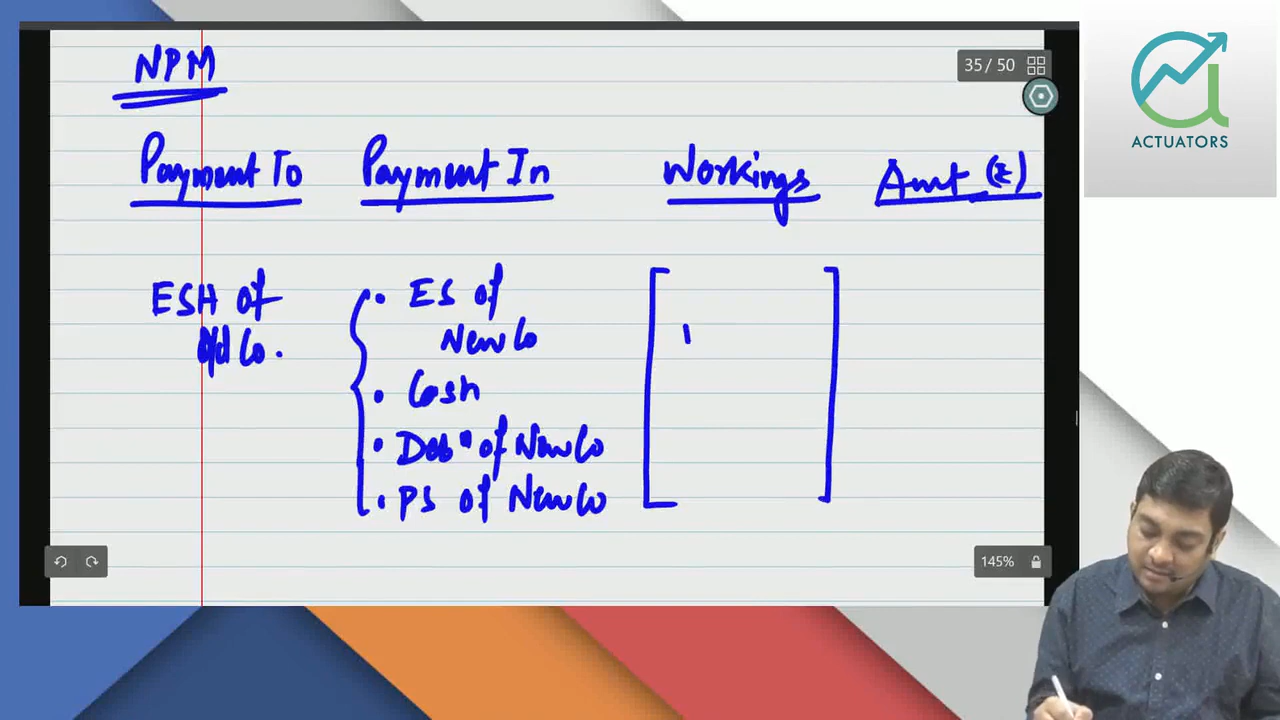 NPM
35 / 50
ACTUATORS
Payment To Payment In Workings Amt (₹)
ESH of
Old Co.
• ES of
New Co
• Cash
• Deb. of New Co
• PS of New Co
145%